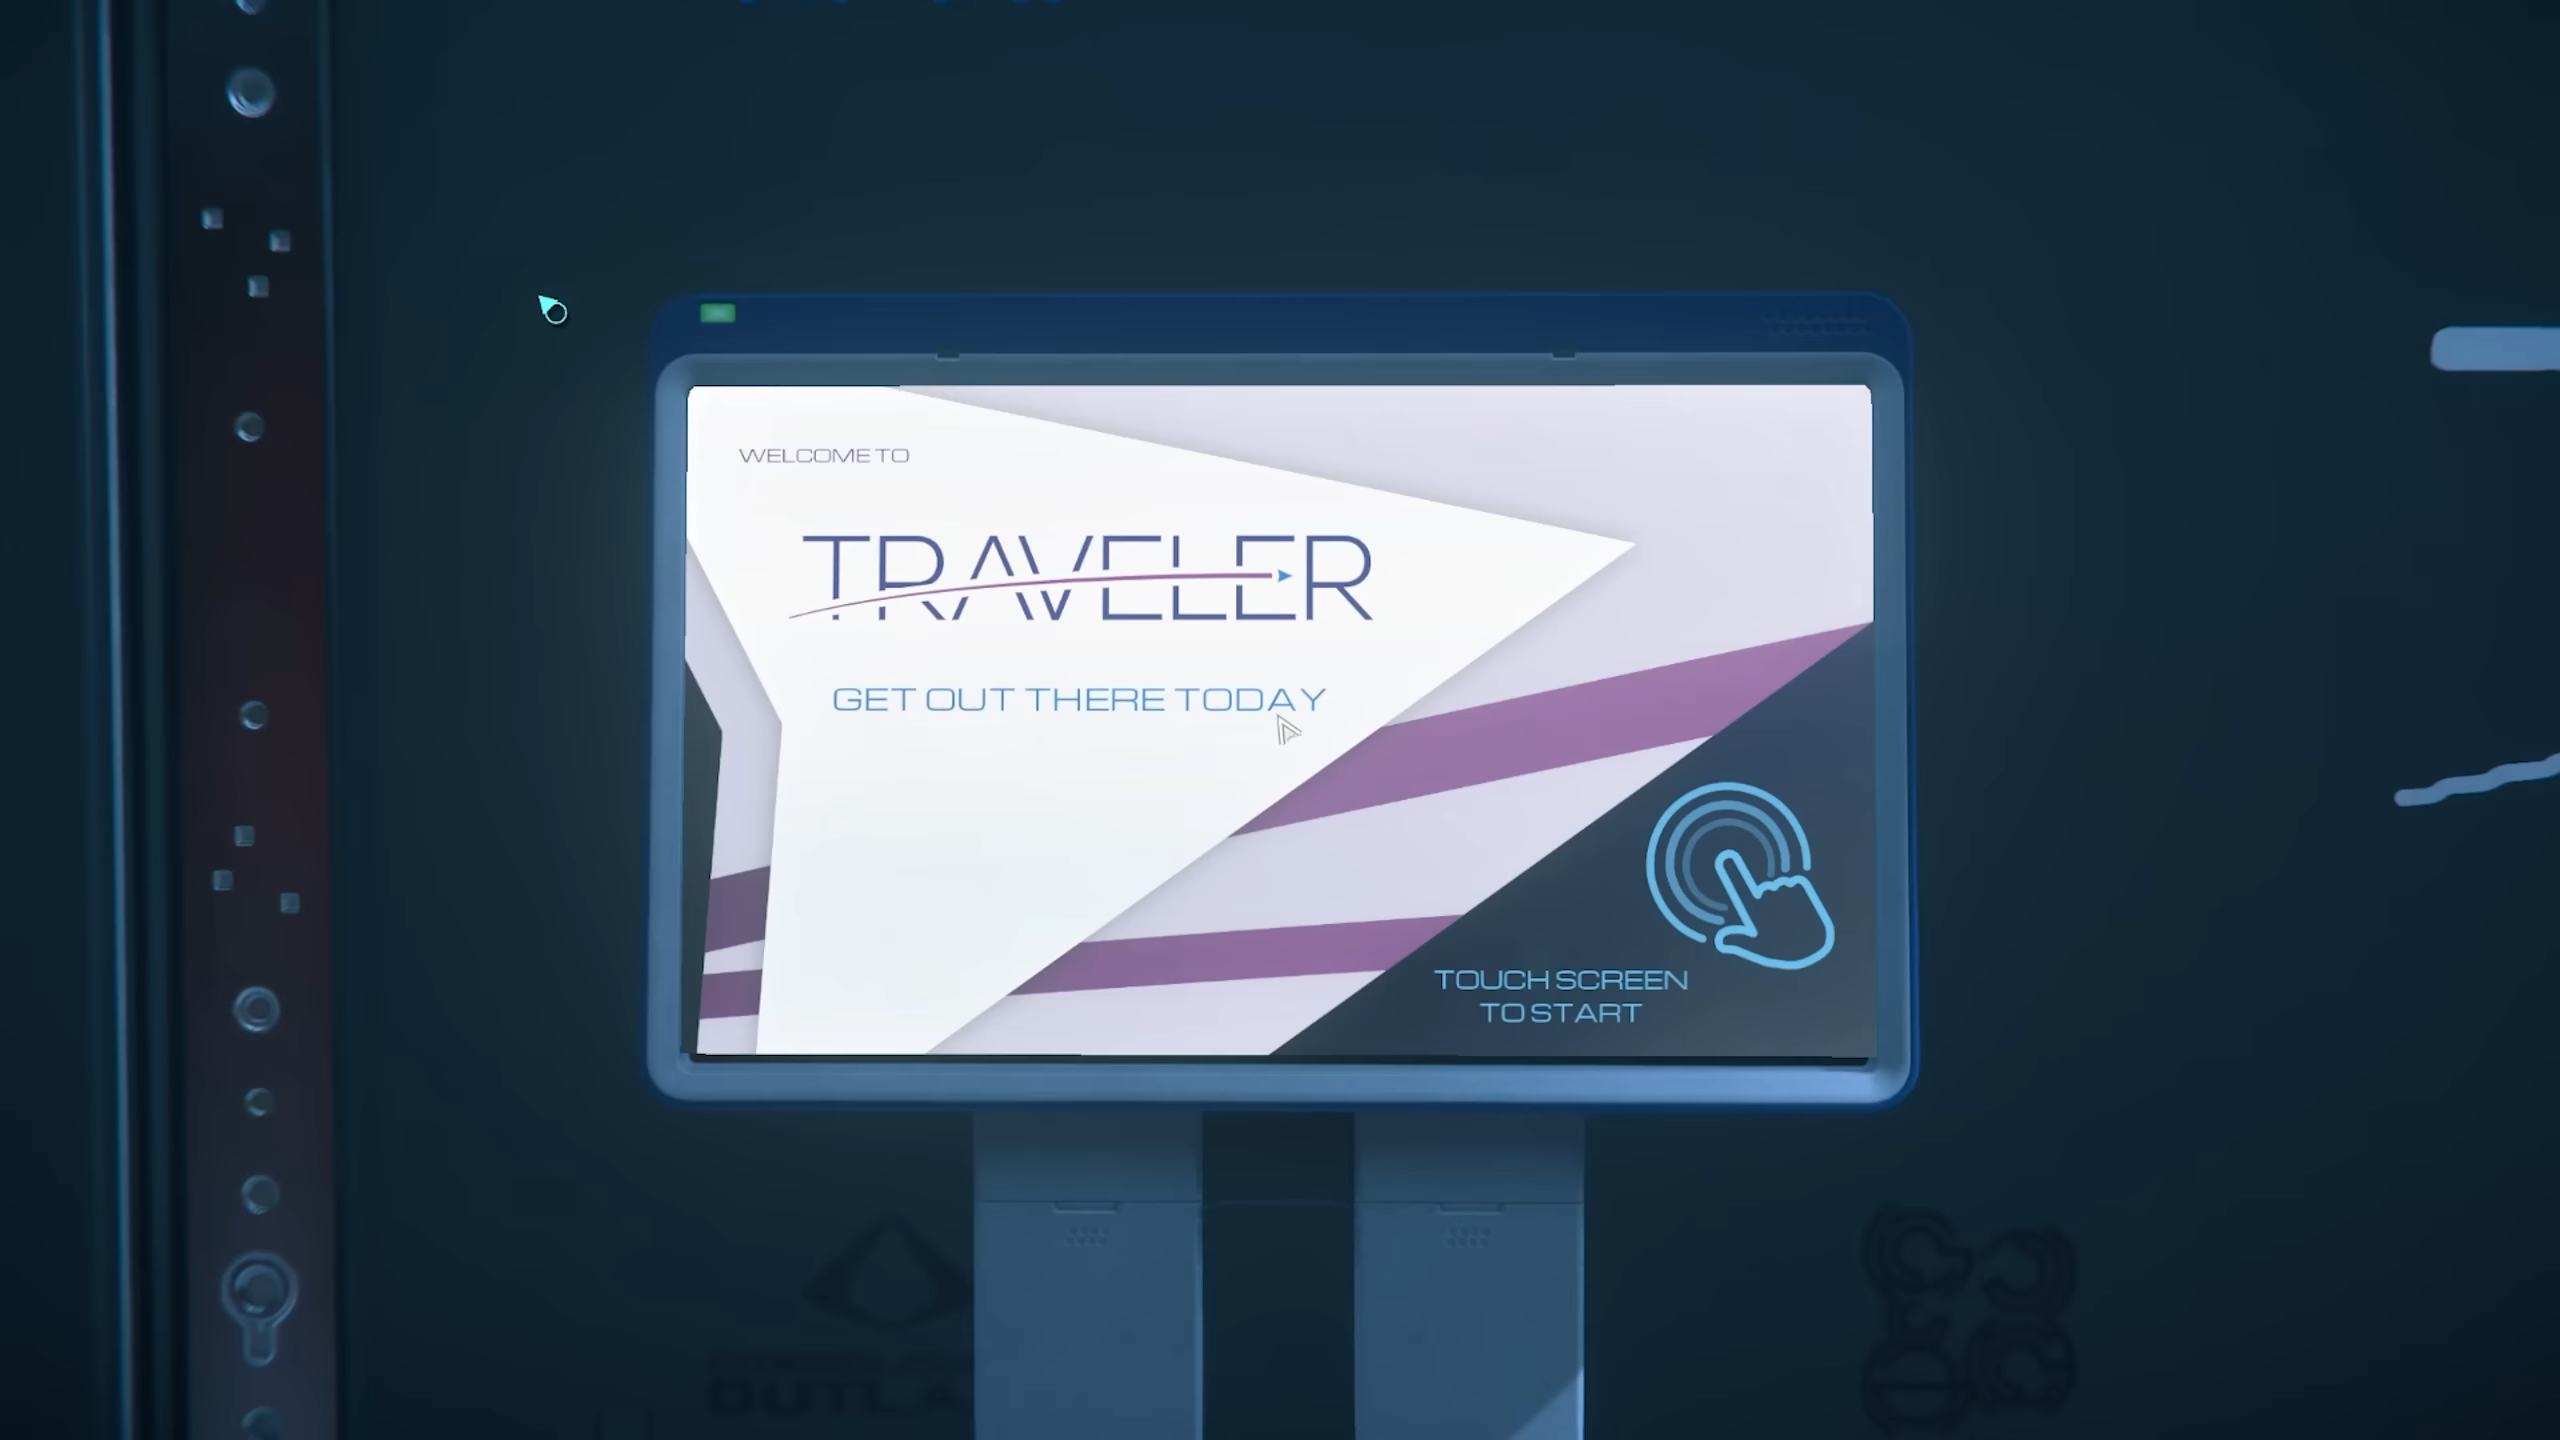 WELCOME TO
TRAVELER
GET OUT THERE TODAY
TOUCH SCREEN
TO START